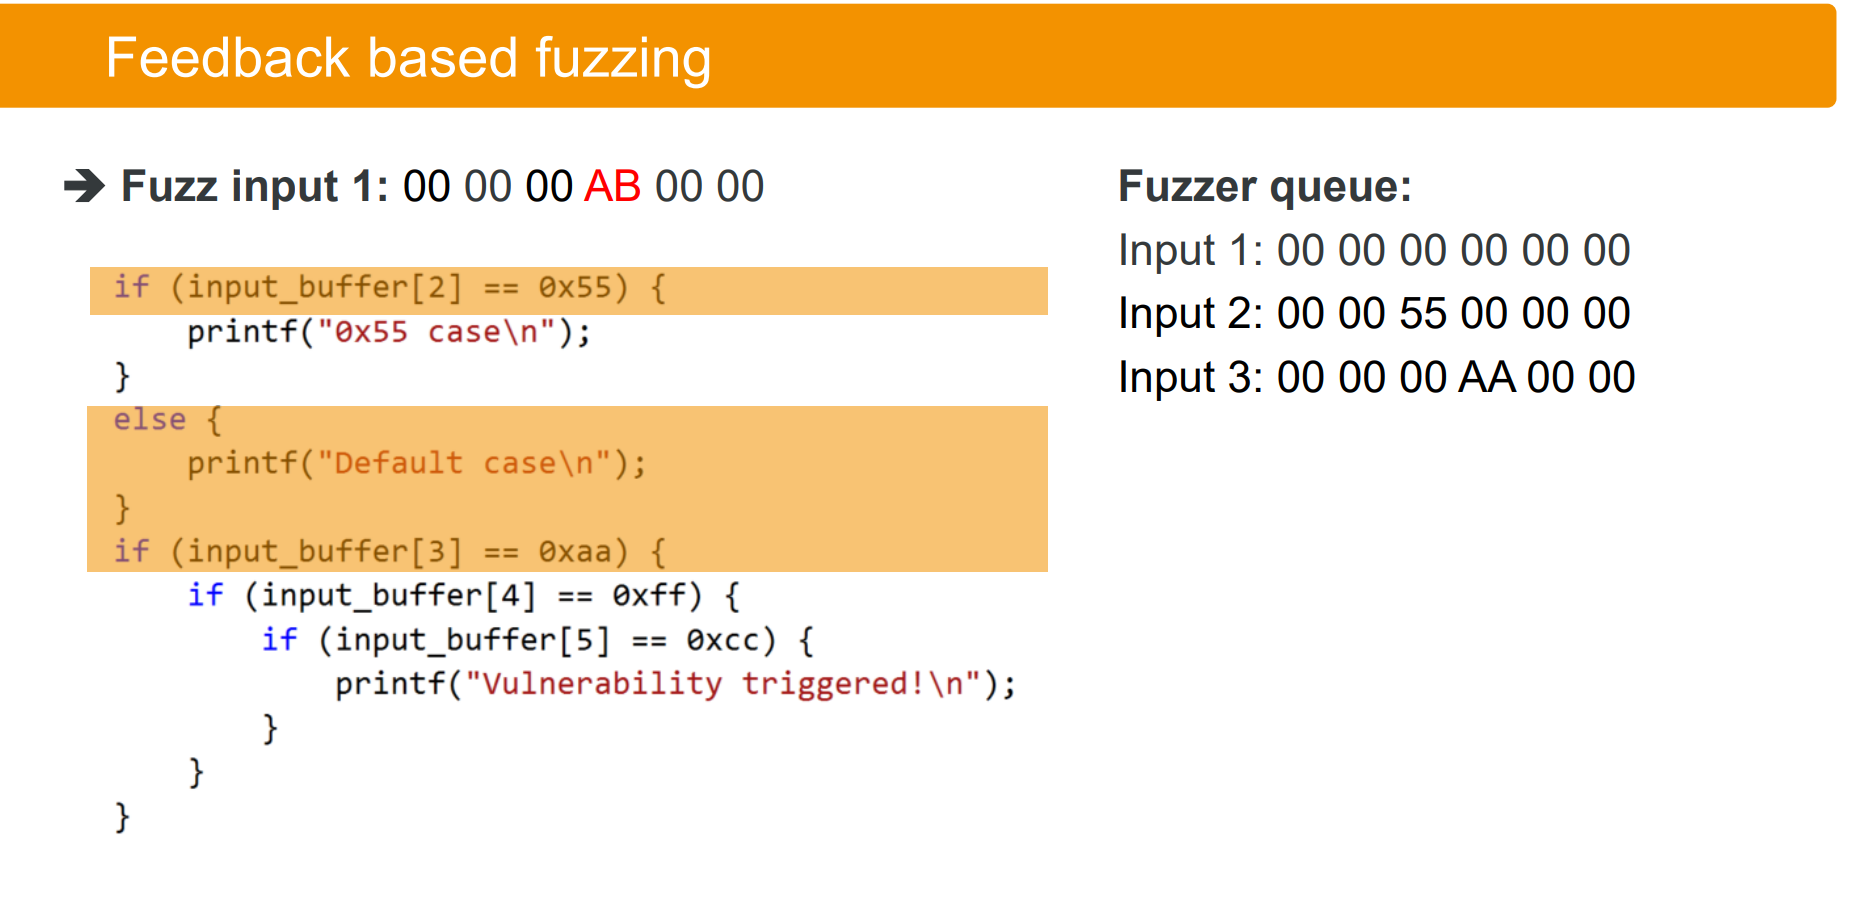 Feedback based fuzzing
➔ Fuzz input 1: 00 00 00 AB 00 00
if (input_buffer[2] == 0x55) {
    printf("0x55 case\n");
}
else {
    printf("Default case\n");
}
if (input_buffer[3] == 0xaa) {
    if (input_buffer[4] == 0xff) {
        if (input_buffer[5] == 0xcc) {
            printf("Vulnerability triggered!\n");
        }
    }
}
Fuzzer queue:
Input 1: 00 00 00 00 00 00
Input 2: 00 00 55 00 00 00
Input 3: 00 00 00 AA 00 00